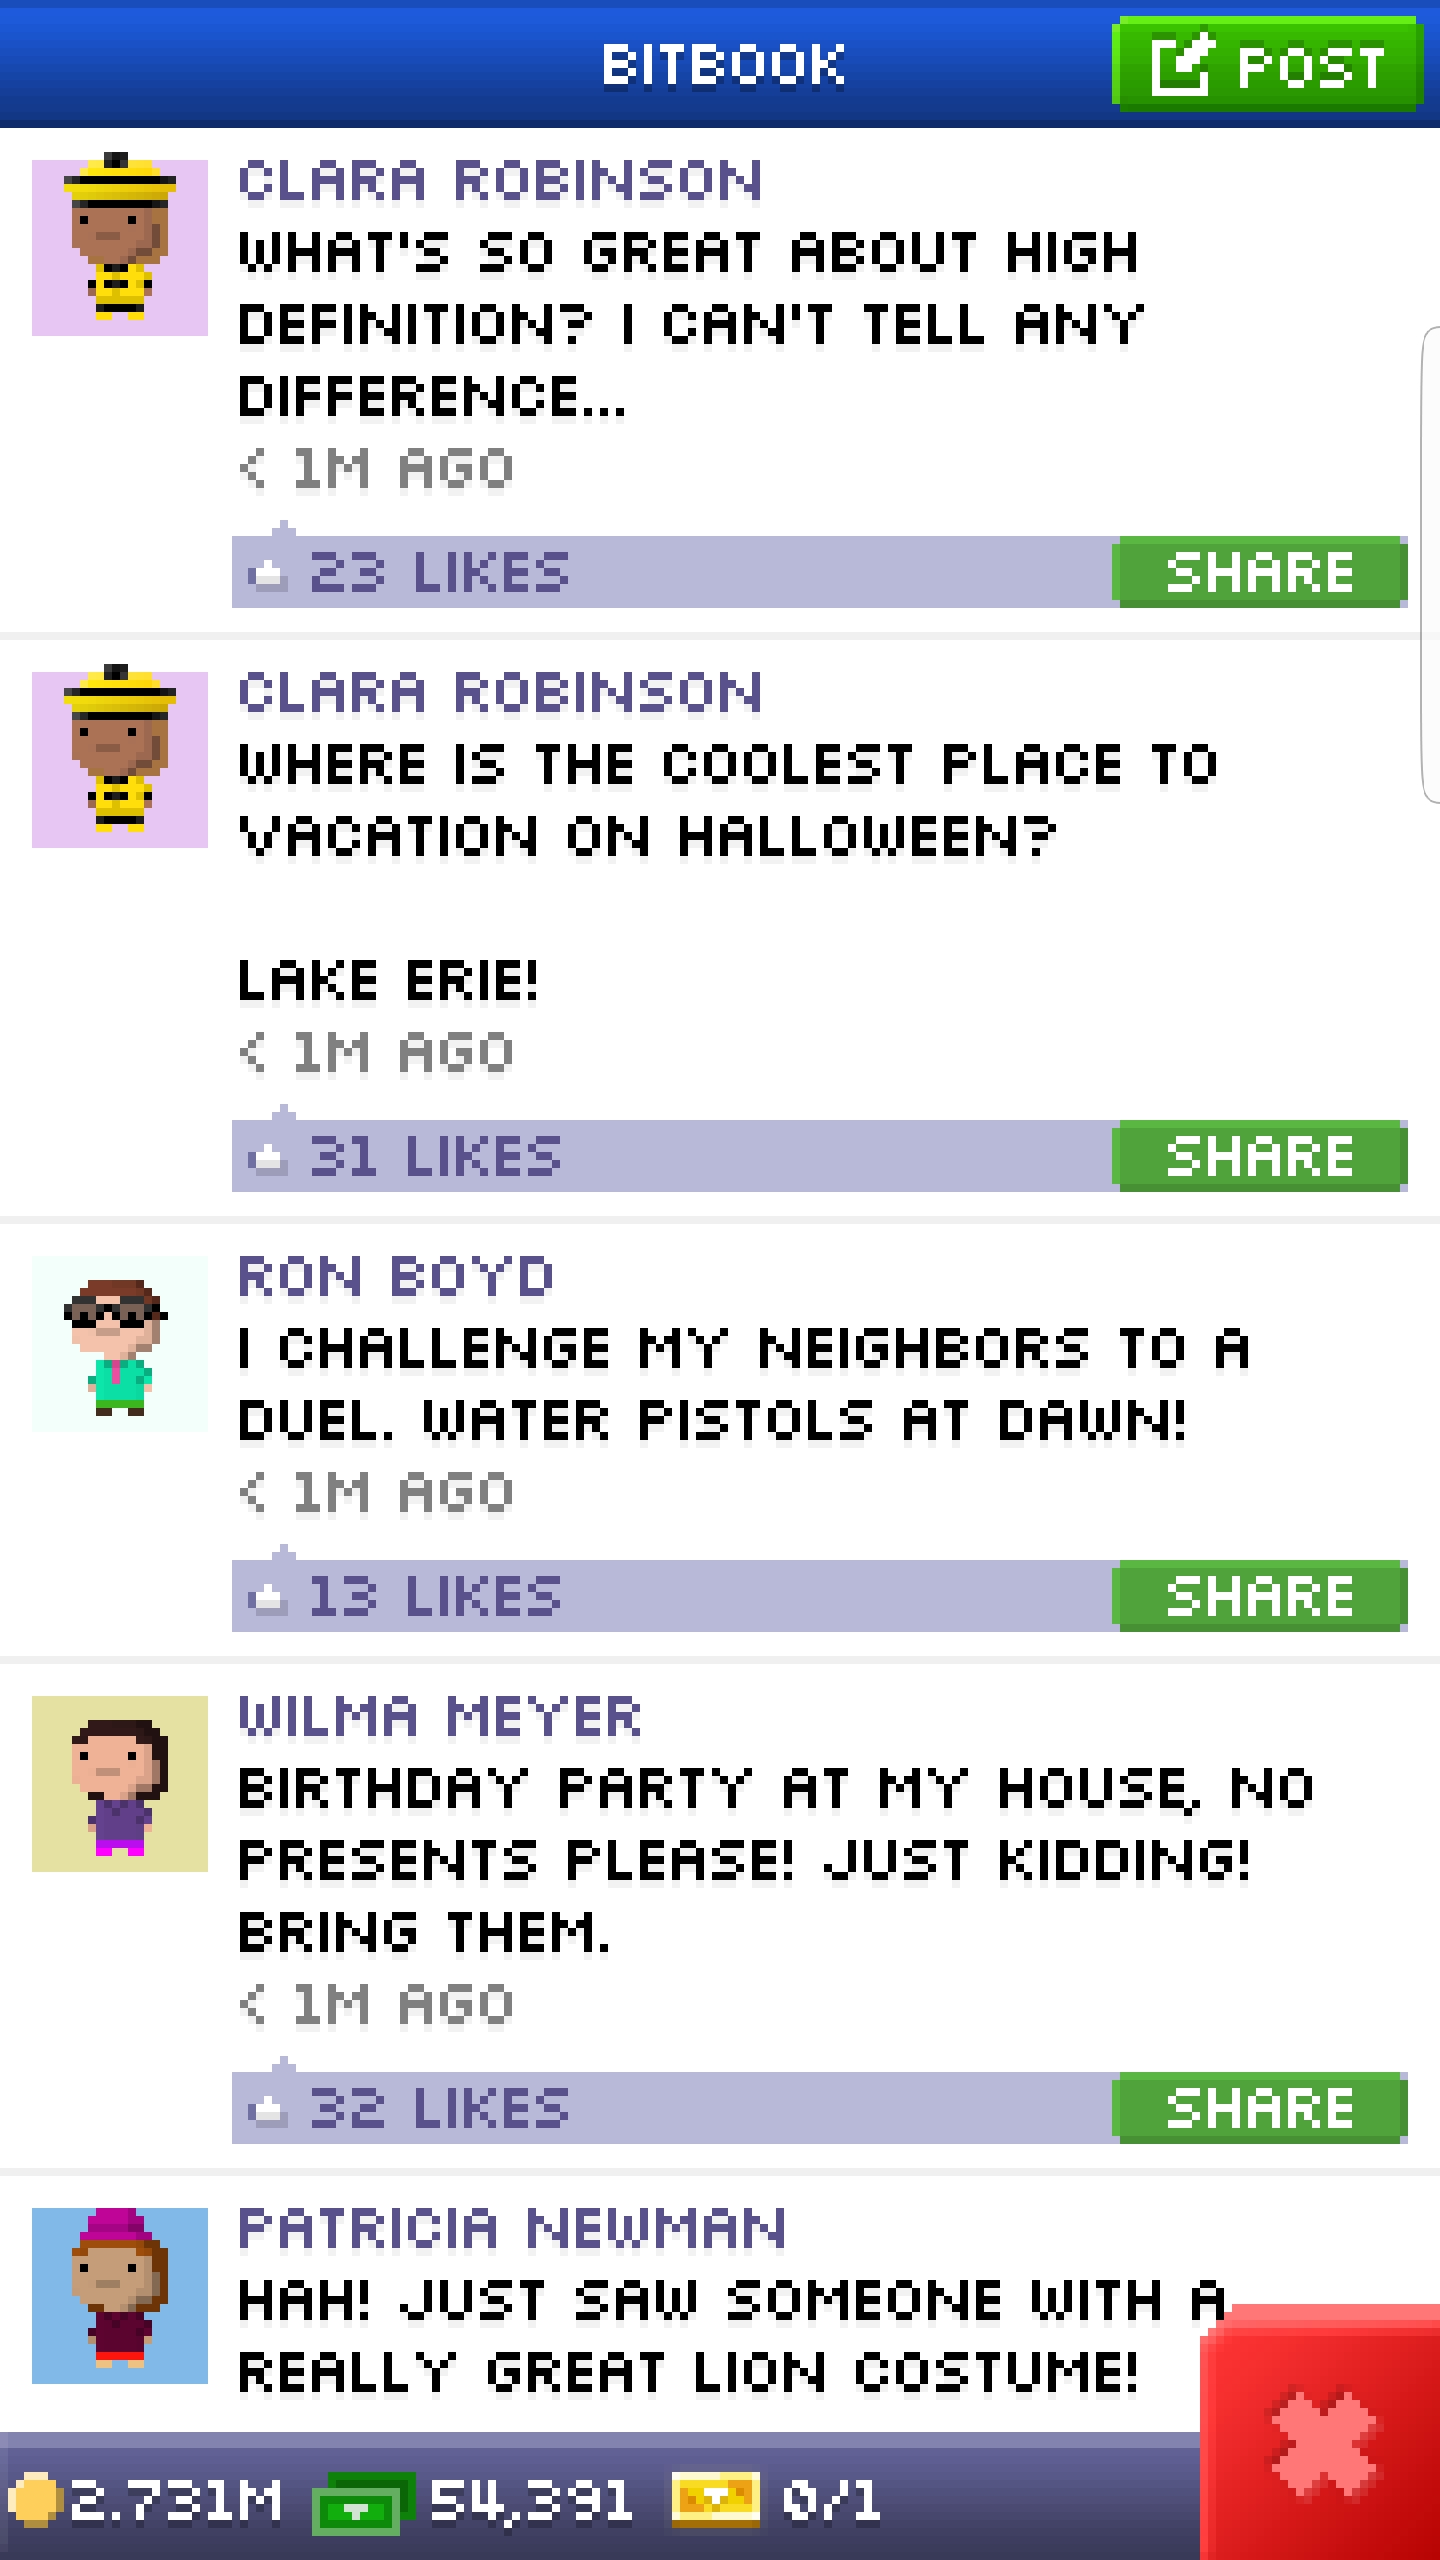 BITBOOK
POST
CLARA ROBINSON
WHAT'S SO GREAT ABOUT HIGH
DEFINITION? I CAN'T TELL ANY
DIFFERENCE...
< 1M AGO
23 LIKES
SHARE
CLARA ROBINSON
WHERE IS THE COOLEST PLACE TO
VACATION ON HALLOWEEN?
LAKE ERIE!
< 1M AGO
31 LIKES
SHARE
RON BOYD
I CHALLENGE MY NEIGHBORS TO A
DUEL. WATER PISTOLS AT DAWN!
< 1M AGO
13 LIKES
SHARE
WILMA MEYER
BIRTHDAY PARTY AT MY HOUSE, NO
PRESENTS PLEASE! JUST KIDDING!
BRING THEM.
< 1M AGO
32 LIKES
SHARE
PATRICIA NEWMAN
HAH! JUST SAW SOMEONE WITH A
REALLY GREAT LION COSTUME!
2.731M
54,391
0/1